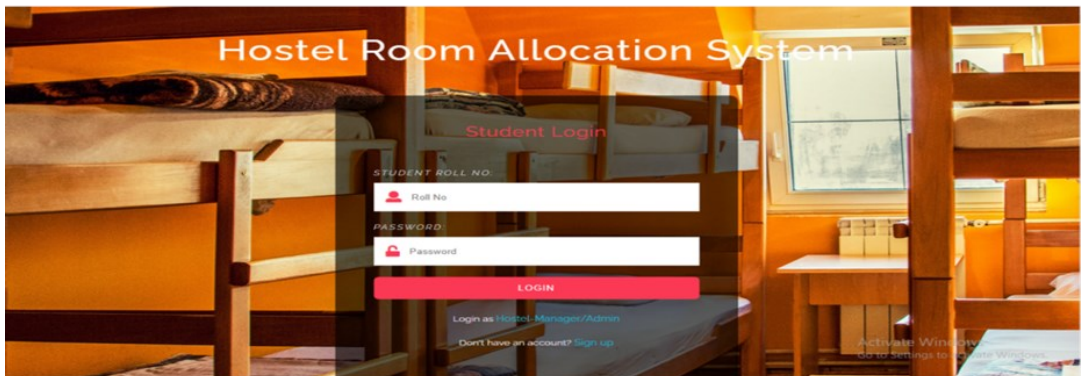 Hostel Room Allocation System
Student Login
STUDENT ROLL NO:
Roll No
PASSWORD:
Password
LOGIN
Login as Hostel-Manager/Admin
Don't have an account? Sign up
Activate Windows
Go to Settings to activate Windows.